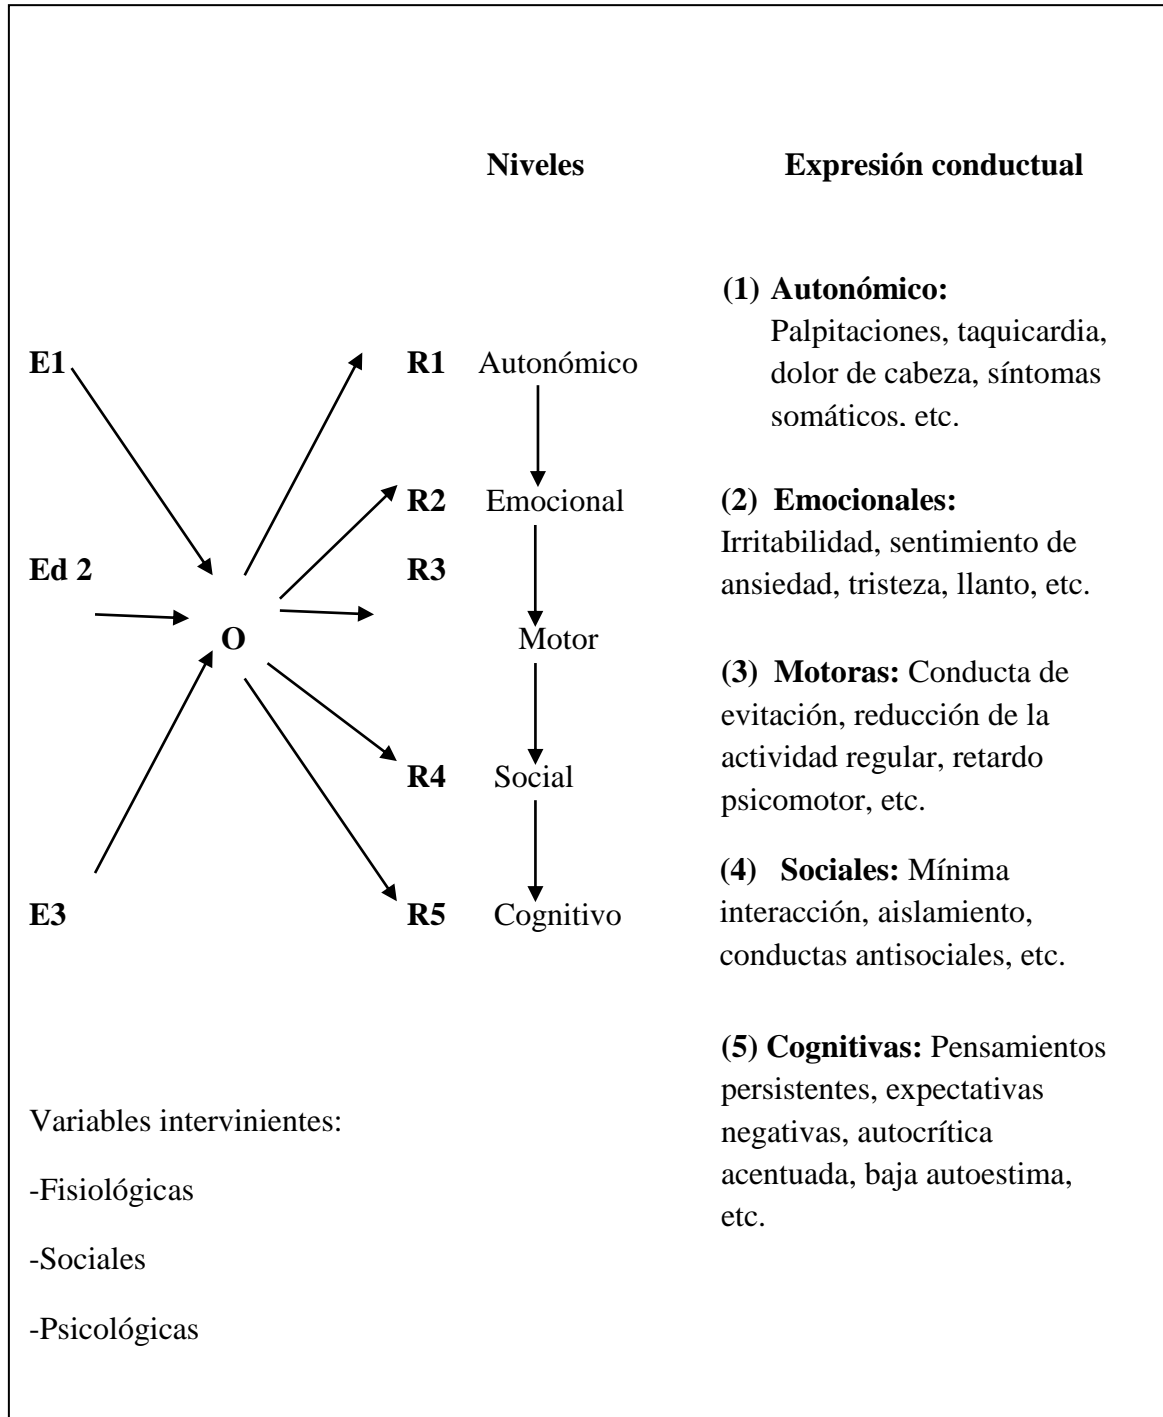 Niveles
Expresión conductual
E1
R1
Autonómico
R2
Emocional
Ed 2
R3
O
Motor
R4
Social
E3
R5
Cognitivo
Variables intervinientes:
-Fisiológicas
-Sociales
-Psicológicas
(1) Autonómico:
Palpitaciones, taquicardia,
dolor de cabeza, síntomas
somáticos, etc.
(2) Emocionales:
Irritabilidad, sentimiento de
ansiedad, tristeza, llanto, etc.
(3) Motoras: Conducta de
evitación, reducción de la
actividad regular, retardo
psicomotor, etc.
(4) Sociales: Mínima
interacción, aislamiento,
conductas antisociales, etc.
(5) Cognitivas: Pensamientos
persistentes, expectativas
negativas, autocrítica
acentuada, baja autoestima,
etc.